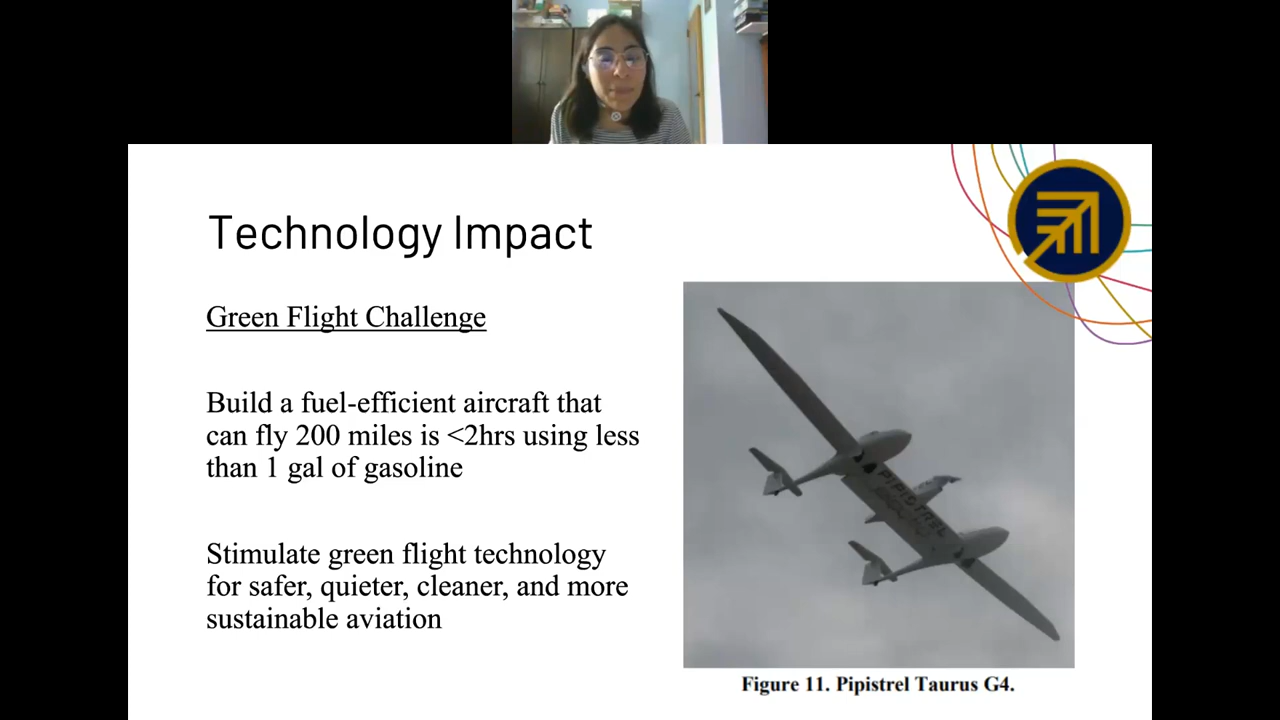 Technology Impact
Green Flight Challenge
Build a fuel-efficient aircraft that
can fly 200 miles is <2hrs using less
than 1 gal of gasoline
Stimulate green flight technology
for safer, quieter, cleaner, and more
sustainable aviation
PIPISTREL
Figure 11. Pipistrel Taurus G4.